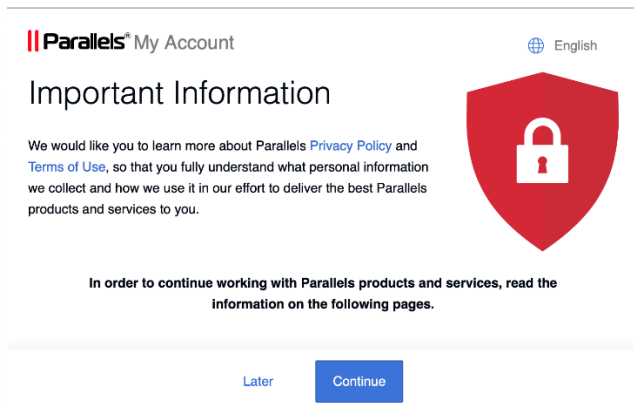 Parallels® My Account
English
Important Information
We would like you to learn more about Parallels Privacy Policy and
Terms of Use, so that you fully understand what personal information
we collect and how we use it in our effort to deliver the best Parallels
products and services to you.
In order to continue working with Parallels products and services, read the
information on the following pages.
Later
Continue